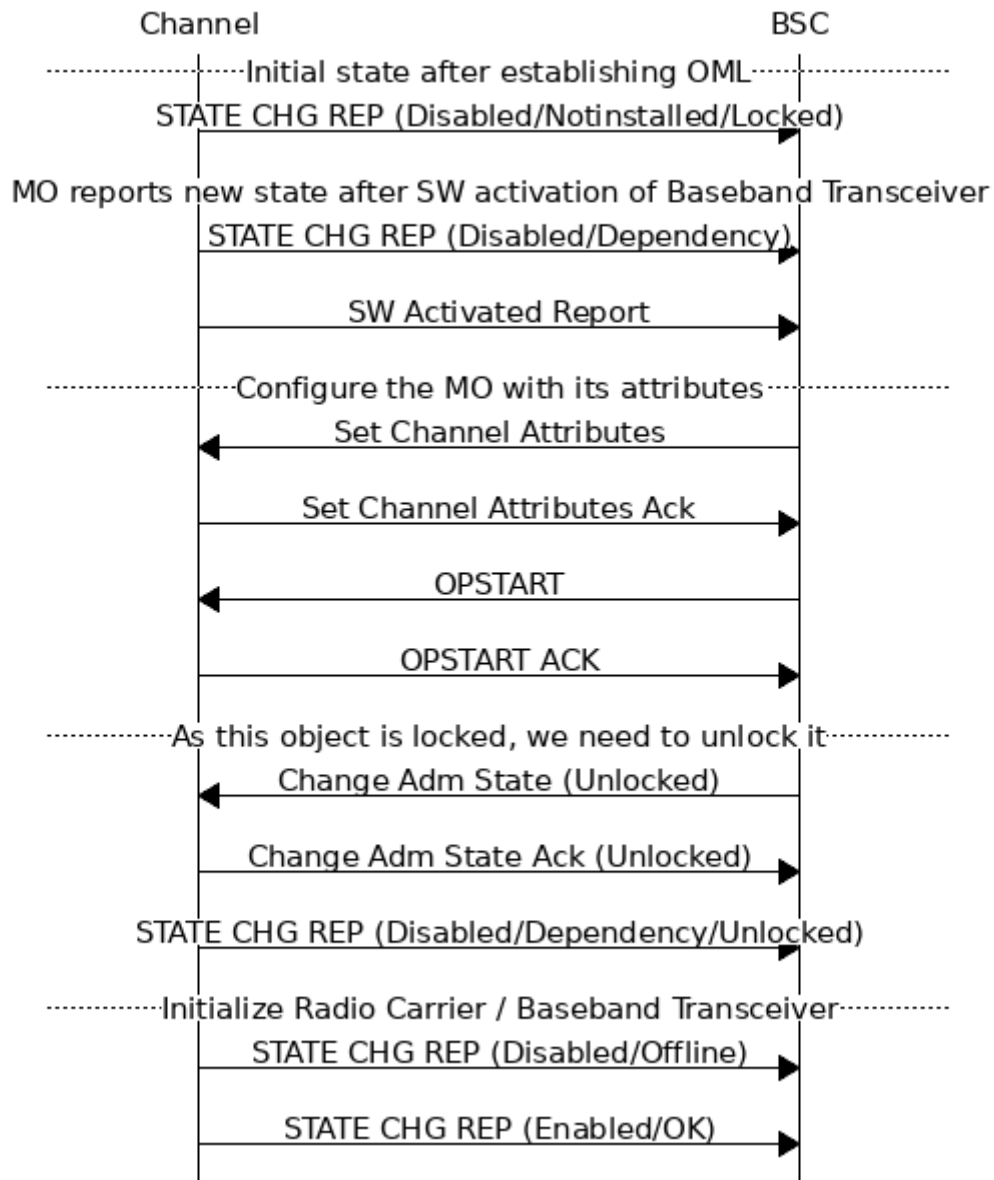 Channel BSC
Initial state after establishing OML
STATE CHG REP (Disabled/Notinstalled/Locked)
MO reports new state after SW activation of Baseband Transceiver
STATE CHG REP (Disabled/Dependency)
SW Activated Report
Configure the MO with its attributes
Set Channel Attributes
Set Channel Attributes Ack
OPSTART
OPSTART ACK
As this object is locked, we need to unlock it
Change Adm State (Unlocked)
Change Adm State Ack (Unlocked)
STATE CHG REP (Disabled/Dependency/Unlocked)
Initialize Radio Carrier / Baseband Transceiver
STATE CHG REP (Disabled/Offline)
STATE CHG REP (Enabled/OK)